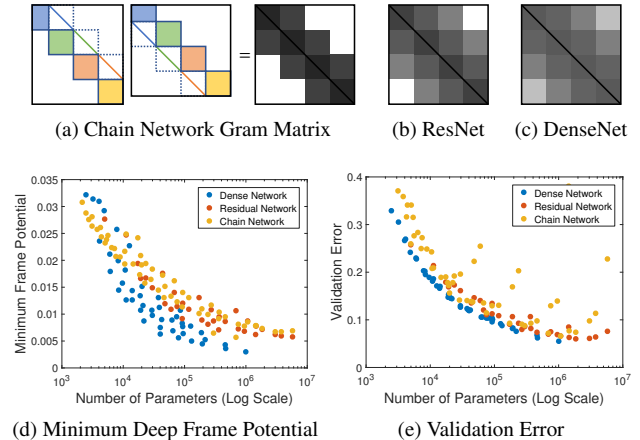 =
(a) Chain Network Gram Matrix
(b) ResNet
(c) DenseNet
0.035
0.03
0.025
0.02
0.015
0.01
0.005
0
Minimum Frame Potential
Dense Network
Residual Network
Chain Network
10^3 10^4 10^5 10^6 10^7
Number of Parameters (Log Scale)
(d) Minimum Deep Frame Potential
0.4
0.3
0.2
0.1
0
Validation Error
Dense Network
Residual Network
Chain Network
10^3 10^4 10^5 10^6 10^7
Number of Parameters (Log Scale)
(e) Validation Error